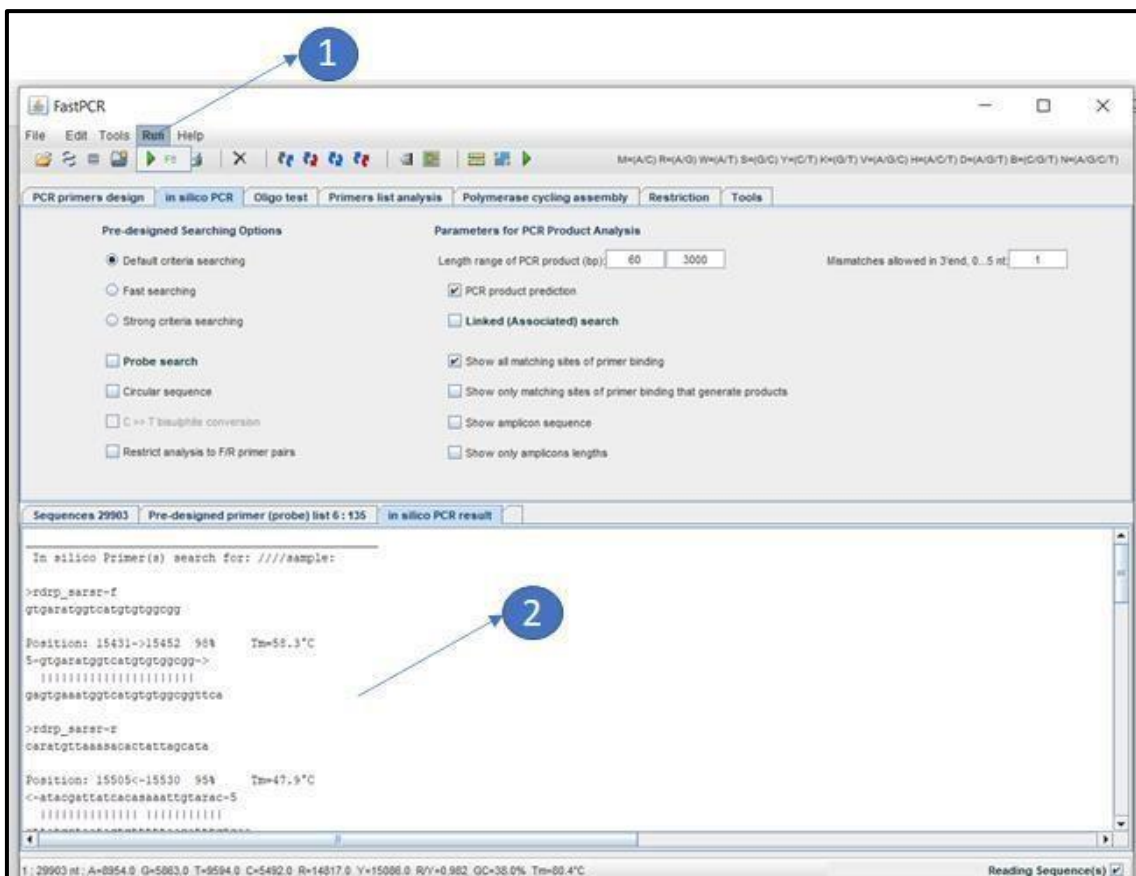 1
FastPCR
File Edit Tools Run Help
F5
M=(A/C) R=(A/G) W=(A/T) S=(G/C) Y=(C/T) K=(G/T) V=(A/G/C) H=(A/C/T) D=(A/G/T) B=(C/G/T) N=(A/G/C/T)
PCR primers design in silico PCR Oligo test Primers list analysis Polymerase cycling assembly Restriction Tools
Pre-designed Searching Options Parameters for PCR Product Analysis
Default criteria searching Length range of PCR product (bp): 60 3000 Mismatches allowed in 3'end, 0...5 nt: 1
Fast searching PCR product prediction
Strong criteria searching Linked (Associated) search
Probe search Show all matching sites of primer binding
Circular sequence Show only matching sites of primer binding that generate products
C >> T bisulphite conversion Show amplicon sequence
Restrict analysis to F/R primer pairs Show only amplicons lengths
Sequences 29903 Pre-designed primer (probe) list 6 : 135 in silico PCR result
In silico Primer(s) search for: ////sample:
>rdrp_sarsr-f
gtgaratggtcatgtgtggcgg
2
Position: 15431->15452 98% Tm=58.3°C
5-gtgaratggtcatgtgtggcgg->
||||||||||||||||||||||
gagtgaaatggtcatgtgtggcggttca
>rdrp_sarsr-r
caratgttaaasacactattagcata
Position: 15505<-15530 95% Tm=47.9°C
<-atacgattatcacasaaattgtarac-5
|||||||||||||| |||||||||||
1 : 29903 nt : A=8954.0 G=5863.0 T=9594.0 C=5492.0 R=14817.0 Y=15086.0 R/Y=0.982 GC=38.0% Tm=80.4°C Reading Sequence(s)